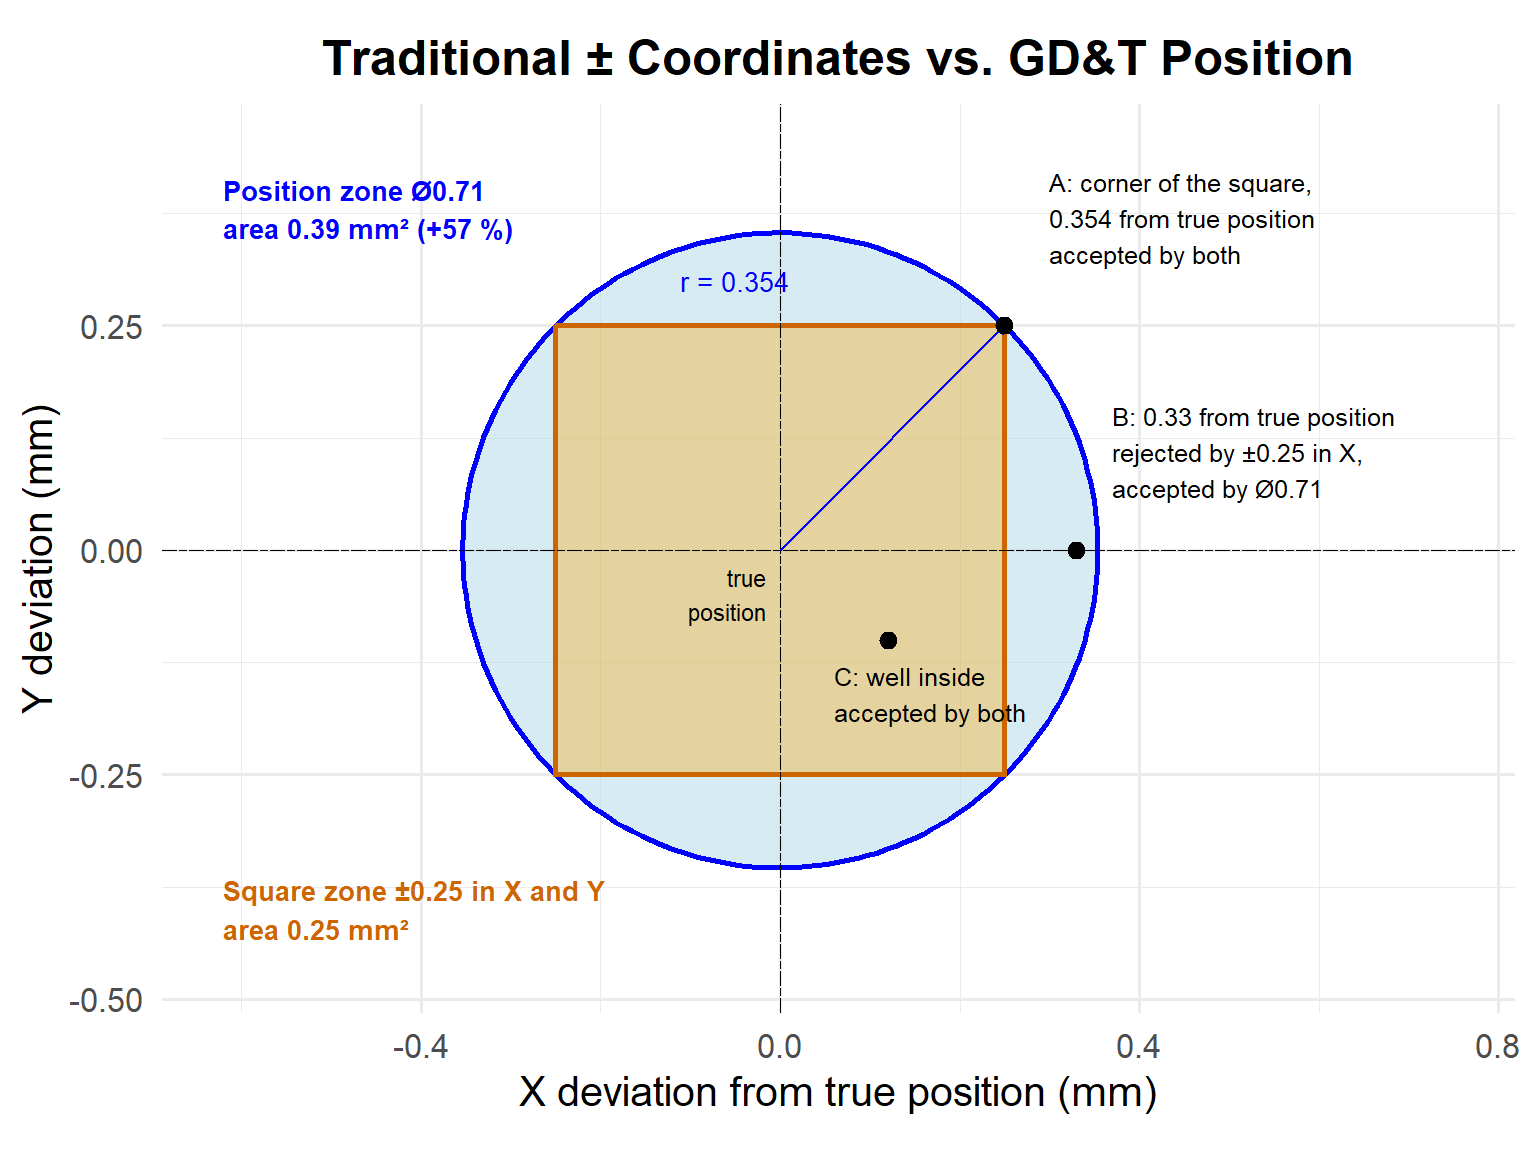 Traditional ± Coordinates vs. GD&T Position
Position zone Ø0.71
area 0.39 mm² (+57 %)
A: corner of the square,
0.354 from true position
accepted by both
r = 0.354
B: 0.33 from true position
rejected by ±0.25 in X,
accepted by Ø0.71
true
position
C: well inside
accepted by both
Square zone ±0.25 in X and Y
area 0.25 mm²
Y deviation (mm)
0.25
0.00
-0.25
-0.50
-0.4
0.0
0.4
0.8
X deviation from true position (mm)